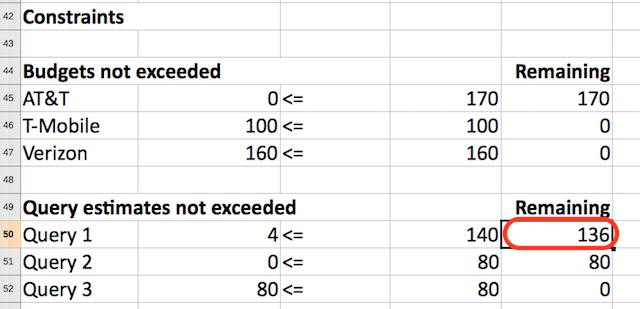 42 Constraints
43
44 Budgets not exceeded Remaining
45 AT&T 0 <= 170 170
46 T-Mobile 100 <= 100 0
47 Verizon 160 <= 160 0
48
49 Query estimates not exceeded Remaining
50 Query 1 4 <= 140 136
51 Query 2 0 <= 80 80
52 Query 3 80 <= 80 0